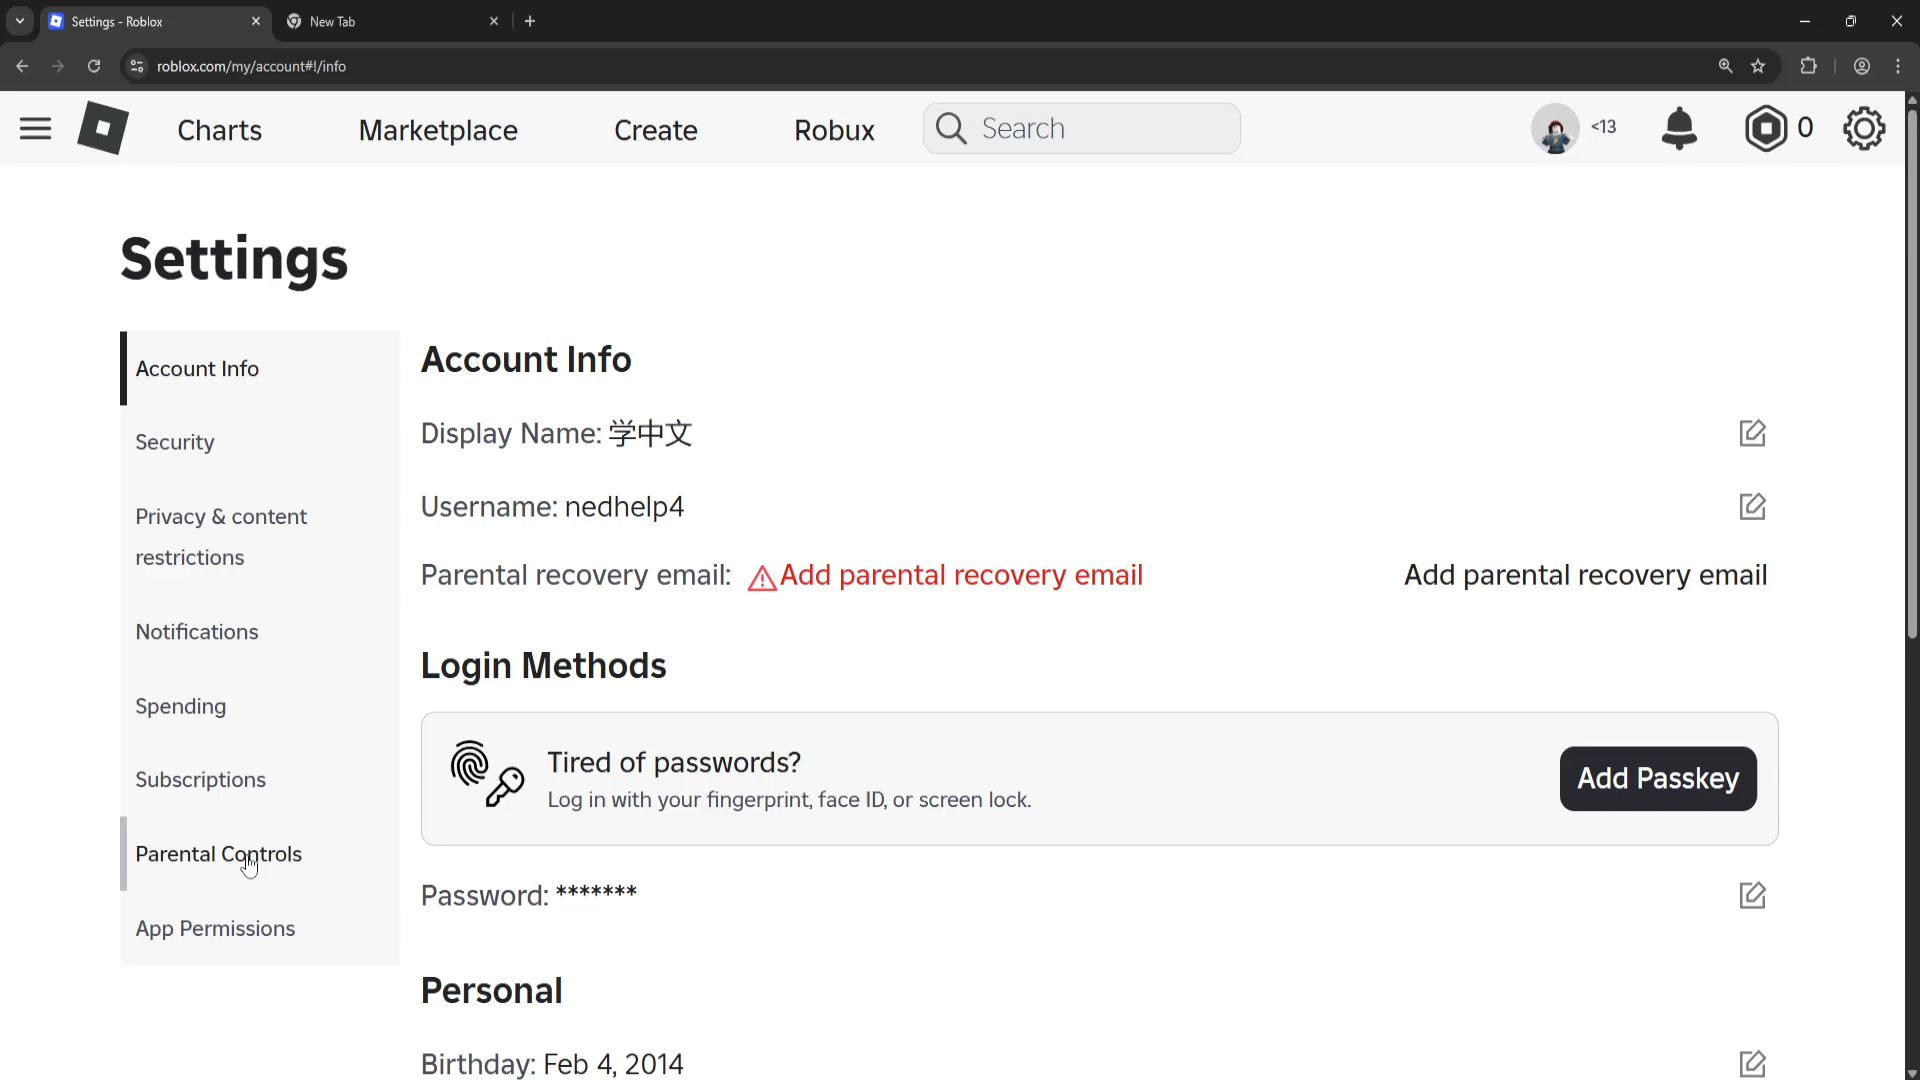 Settings - Roblox
New Tab
roblox.com/my/account#!/info
Charts
Marketplace
Create
Robux
Search
<13
0
Settings
Account Info
Security
Privacy & content
restrictions
Notifications
Spending
Subscriptions
Parental Controls
App Permissions
Account Info
Display Name: 学中文
Username: nedhelp4
Parental recovery email: Add parental recovery email
Add parental recovery email
Login Methods
Tired of passwords?
Log in with your fingerprint, face ID, or screen lock.
Add Passkey
Password: *******
Personal
Birthday: Feb 4, 2014